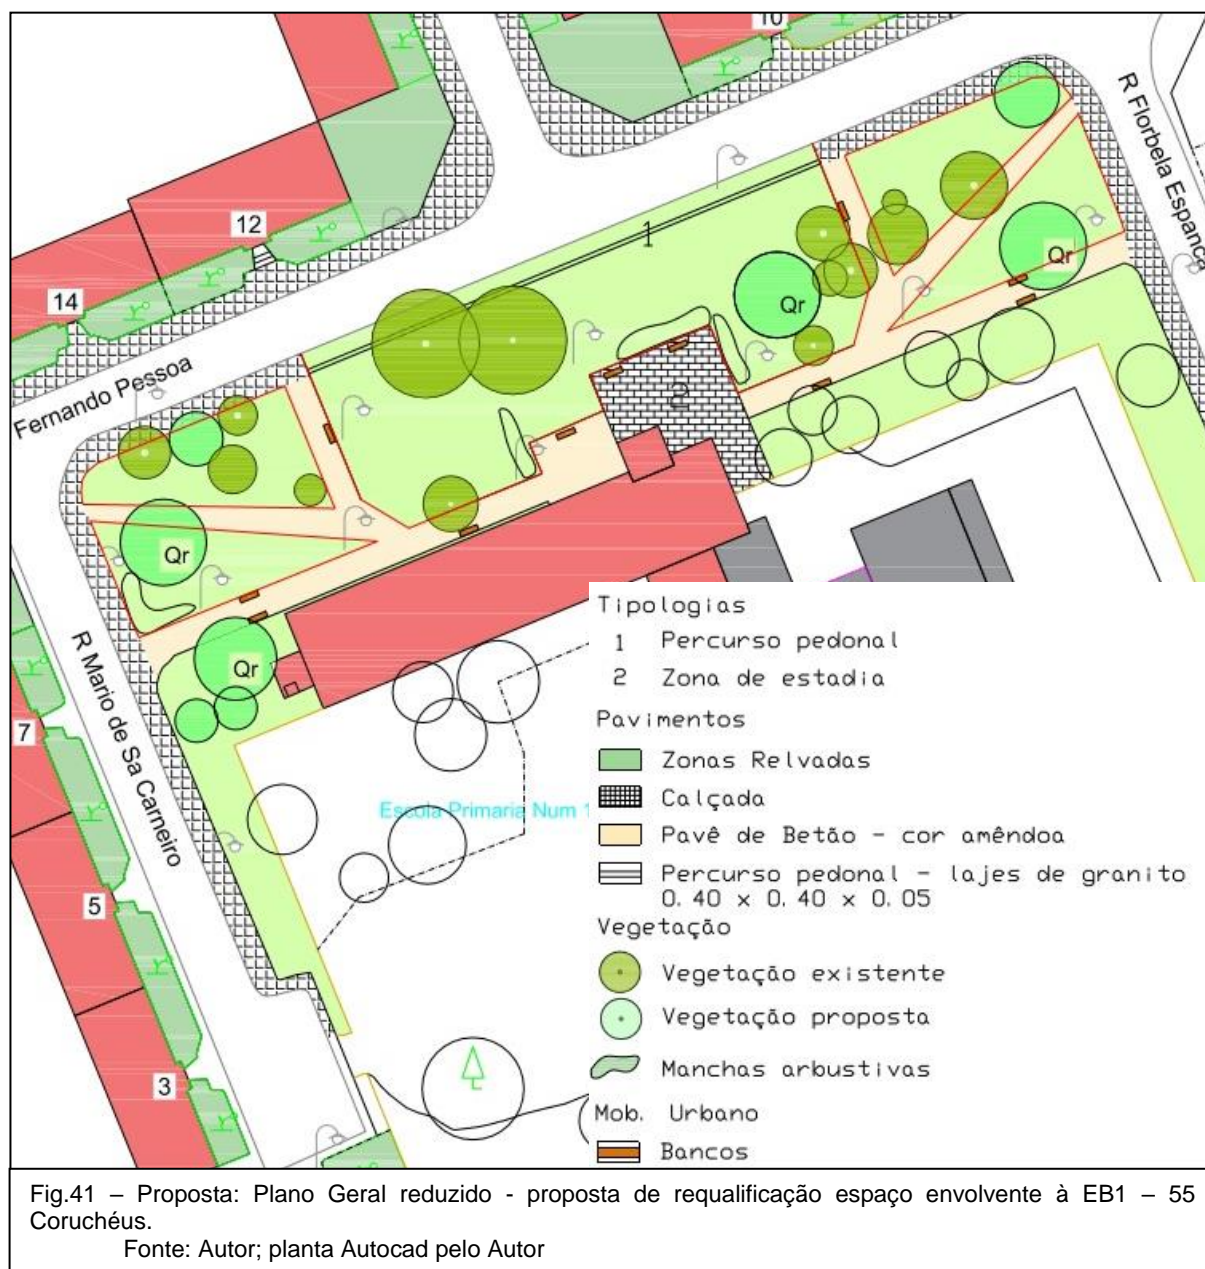 10
R Florbela Espanca
1
12
14
Qr
Qr
2
Fernando Pessoa
Qr
Qr
R Mario de Sa Carneiro
7
5
3
Escola Primaria Num 1
Tipologias
1 Percurso pedonal
2 Zona de estadia
Pavimentos
Zonas Relvadas
Calçada
Pavê de Betão - cor amêndoa
Percurso pedonal - lajes de granito
0.40 x 0.40 x 0.05
Vegetação
Vegetação existente
Vegetação proposta
Manchas arbustivas
Mob. Urbano
Bancos
Fig.41 – Proposta: Plano Geral reduzido - proposta de requalificação espaço envolvente à EB1 – 55
Coruchéus.
Fonte: Autor; planta Autocad pelo Autor